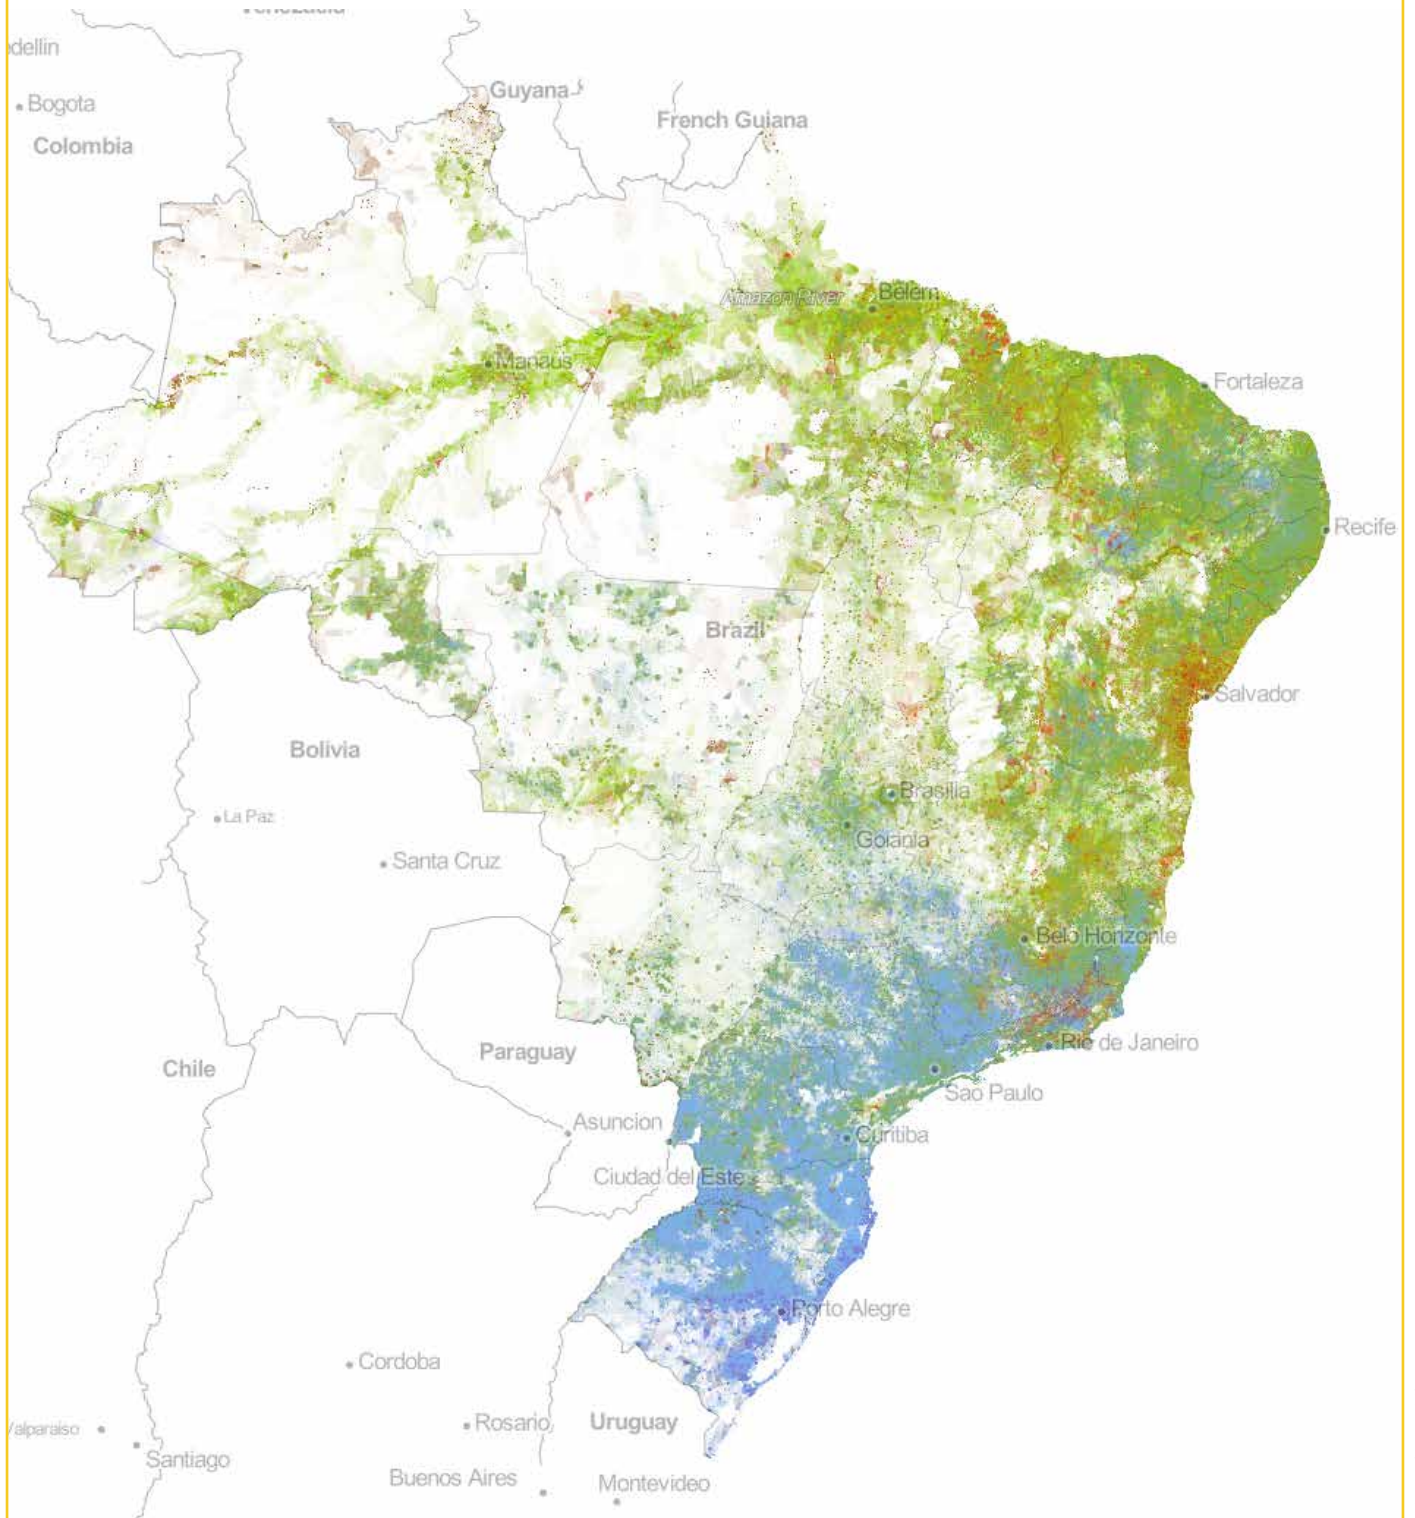 Guyana
Bogota
French Guiana
Colombia
Amazon River
Belém
Manaus
Fortaleza
Recife
Brazil
Salvador
Bolivia
Brasilia
La Paz
Goiania
Santa Cruz
Belo Horizonte
Rio de Janeiro
Paraguay
Chile
Sao Paulo
Asuncion
Curitiba
Ciudad del Este
Porto Alegre
Cordoba
Rosario
Uruguay
Santiago
Buenos Aires
Montevideo